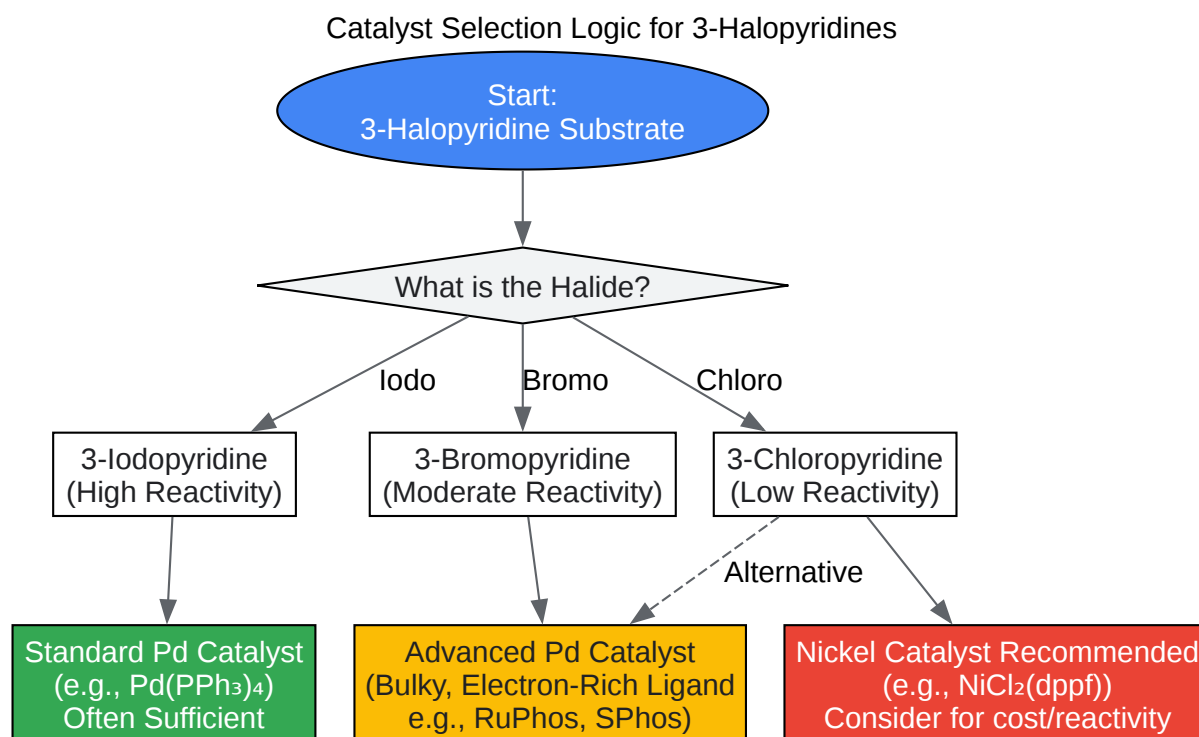 Catalyst Selection Logic for 3-Halopyridines
Start:
3-Halopyridine Substrate
What is the Halide?
Iodo
Bromo
Chloro
3-Iodopyridine
(High Reactivity)
3-Bromopyridine
(Moderate Reactivity)
3-Chloropyridine
(Low Reactivity)
Alternative
Standard Pd Catalyst
(e.g., Pd(PPh₃)₄)
Often Sufficient
Advanced Pd Catalyst
(Bulky, Electron-Rich Ligand
e.g., RuPhos, SPhos)
Nickel Catalyst Recommended
(e.g., NiCl₂(dppf))
Consider for cost/reactivity